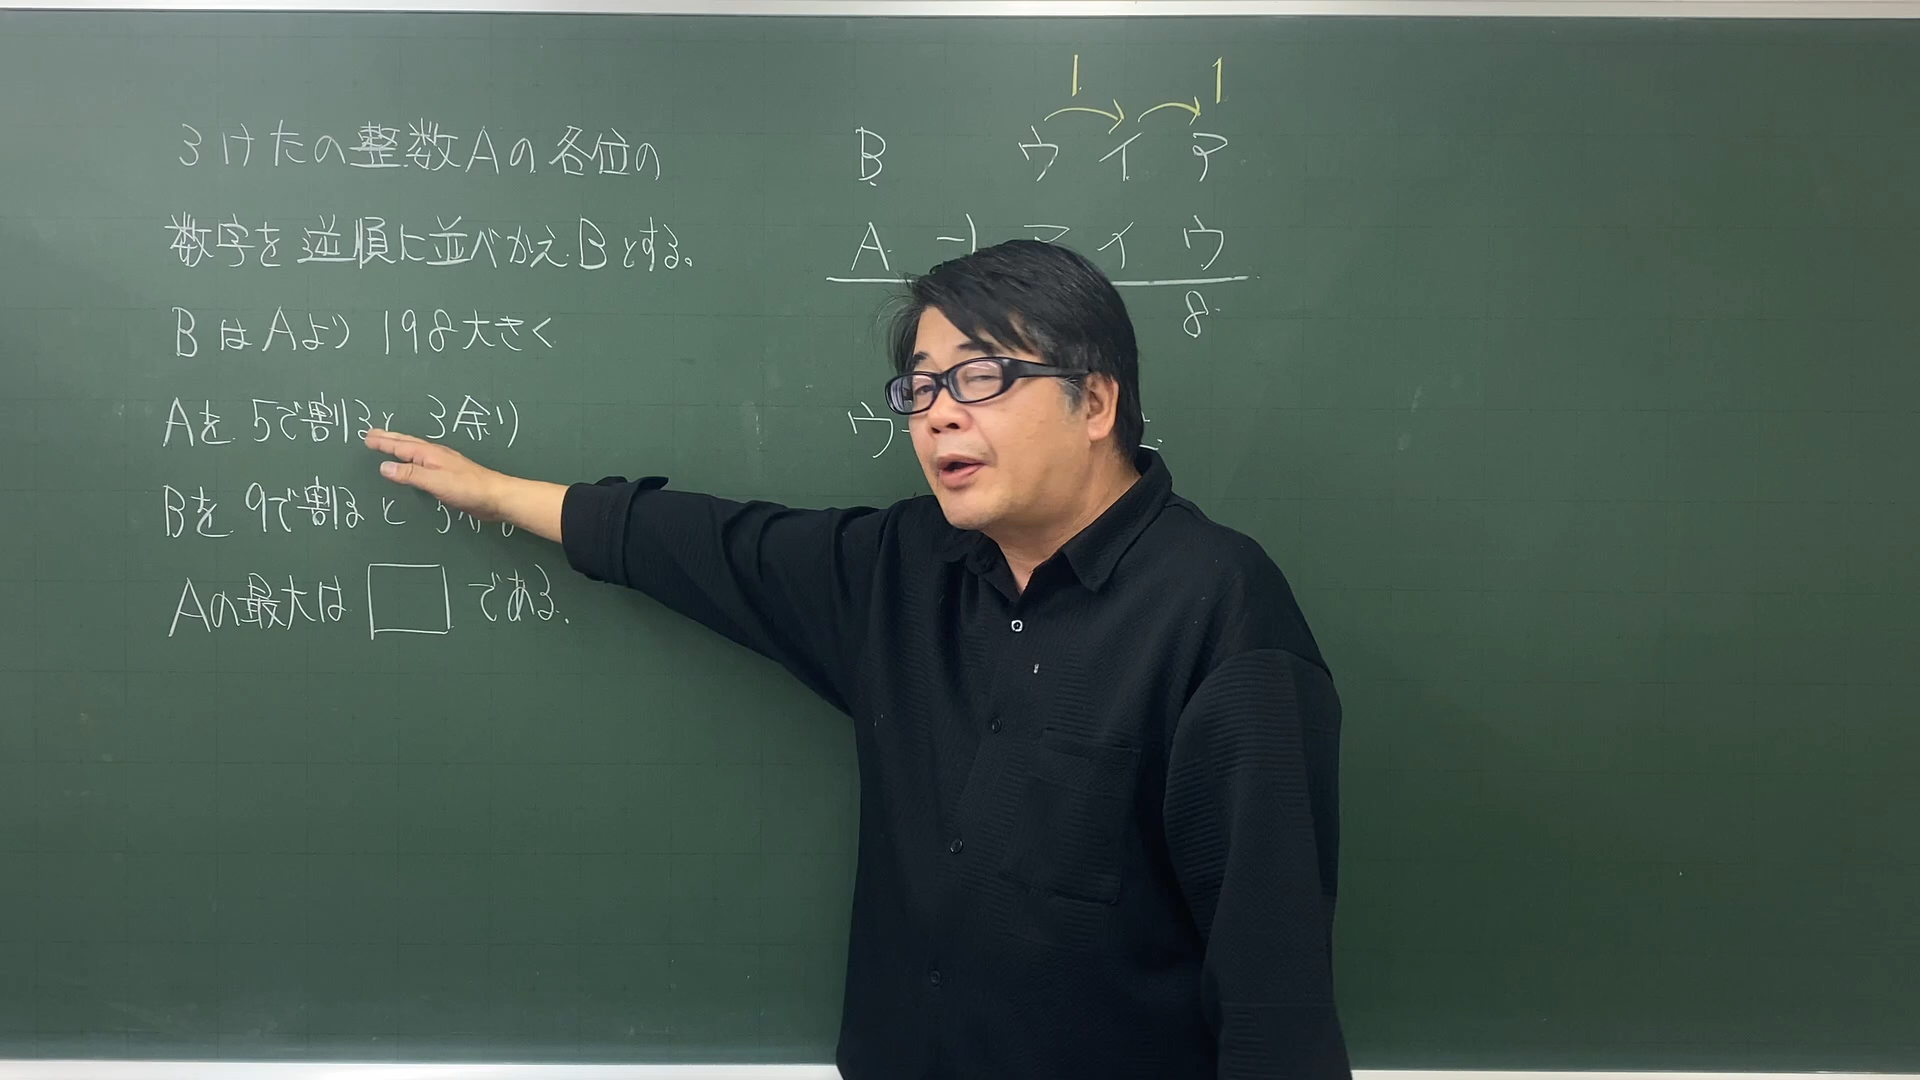 3けたの整数Aの各位の
数字を逆順に並べかえBとする。
BはAより198大きく
Aを5で割ると3余り
Bを9で割ると
Aの最大は□である.
1 1
B ウイア
A イウ
8
ウ